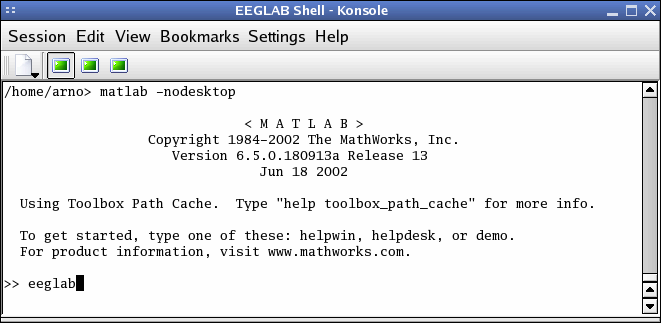 EEGLAB Shell - Konsole
Session Edit View Bookmarks Settings Help
/home/arno> matlab -nodesktop
< M A T L A B >
Copyright 1984-2002 The MathWorks, Inc.
Version 6.5.0.180913a Release 13
Jun 18 2002
Using Toolbox Path Cache.  Type "help toolbox_path_cache" for more info.
To get started, type one of these: helpwin, helpdesk, or demo.
For product information, visit www.mathworks.com.
>> eeglab